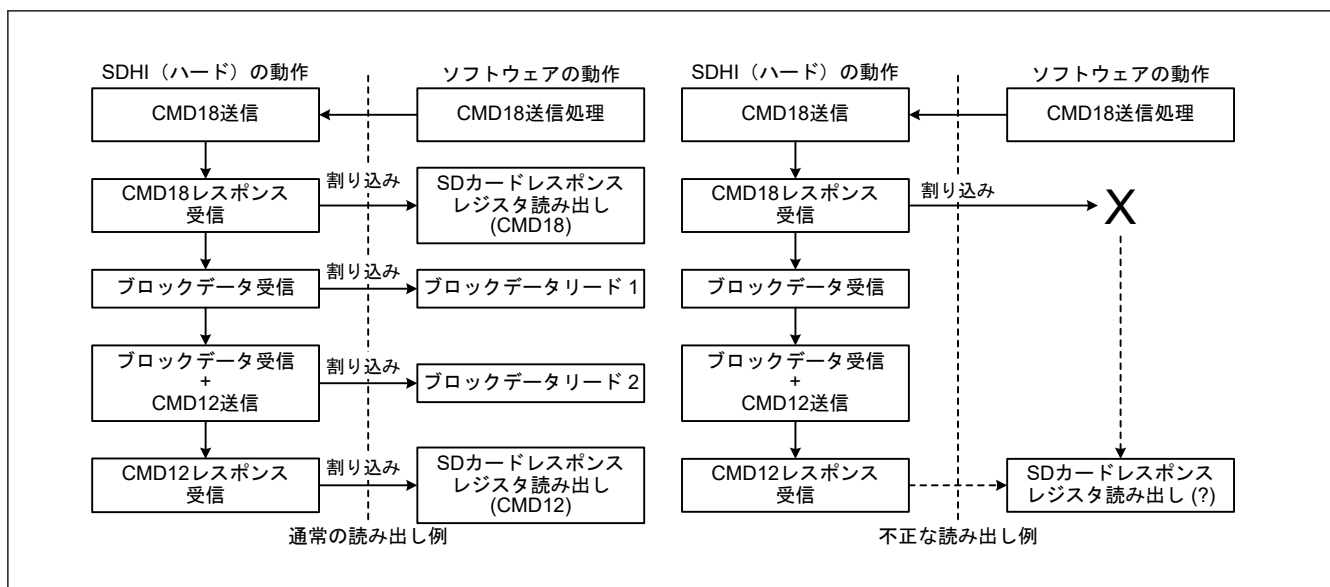 SDHI（ハード）の動作
ソフトウェアの動作
CMD18送信
CMD18送信処理
CMD18レスポンス
受信
割り込み
SDカードレスポンス
レジスタ読み出し
(CMD18)
ブロックデータ受信
割り込み
ブロックデータリード 1
ブロックデータ受信
+
CMD12送信
割り込み
ブロックデータリード 2
CMD12レスポンス
受信
割り込み
SDカードレスポンス
レジスタ読み出し
(CMD12)
通常の読み出し例
SDHI（ハード）の動作
ソフトウェアの動作
CMD18送信
CMD18送信処理
CMD18レスポンス
受信
割り込み
X
ブロックデータ受信
ブロックデータ受信
+
CMD12送信
CMD12レスポンス
受信
SDカードレスポンス
レジスタ読み出し (?)
不正な読み出し例